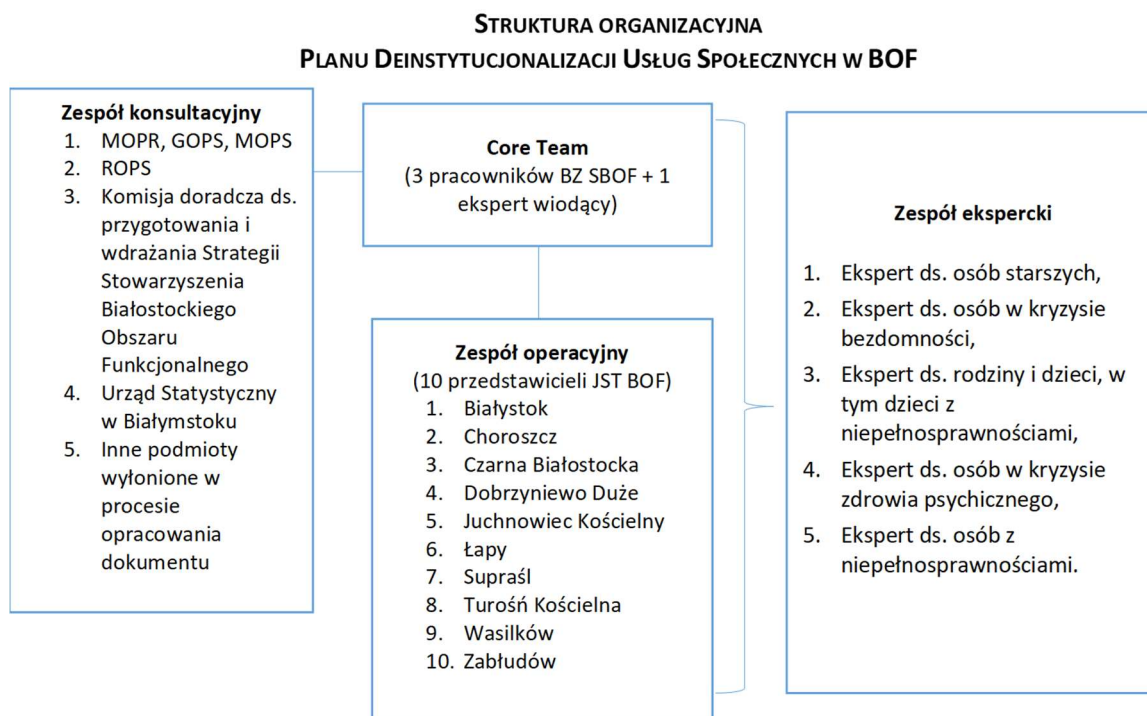 STRUKTURA ORGANIZACYJNA
PLANU DEINSTYTUCJONALIZACJI USŁUG SPOŁECZNYCH W BOF
Zespół konsultacyjny
1. MOPR, GOPS, MOPS
2. ROPS
3. Komisja doradcza ds.
przygotowania i
wdrażania Strategii
Stowarzyszenia
Białostockiego
Obszaru
Funkcjonalnego
4. Urząd Statystyczny
w Białymstoku
5. Inne podmioty
wyłonione w
procesie
opracowania
dokumentu
Core Team
(3 pracowników BZ SBOF + 1
ekspert wiodący)
Zespół operacyjny
(10 przedstawicieli JST BOF)
1. Białystok
2. Choroszcz
3. Czarna Białostocka
4. Dobrzyniewo Duże
5. Juchnowiec Kościelny
6. Łapy
7. Supraśl
8. Turośń Kościelna
9. Wasilków
10. Zabłudów
Zespół ekspercki
1. Ekspert ds. osób starszych,
2. Ekspert ds. osób w kryzysie
bezdomności,
3. Ekspert ds. rodziny i dzieci, w
tym dzieci z
niepełnosprawnościami,
4. Ekspert ds. osób w kryzysie
zdrowia psychicznego,
5. Ekspert ds. osób z
niepełnosprawnościami.